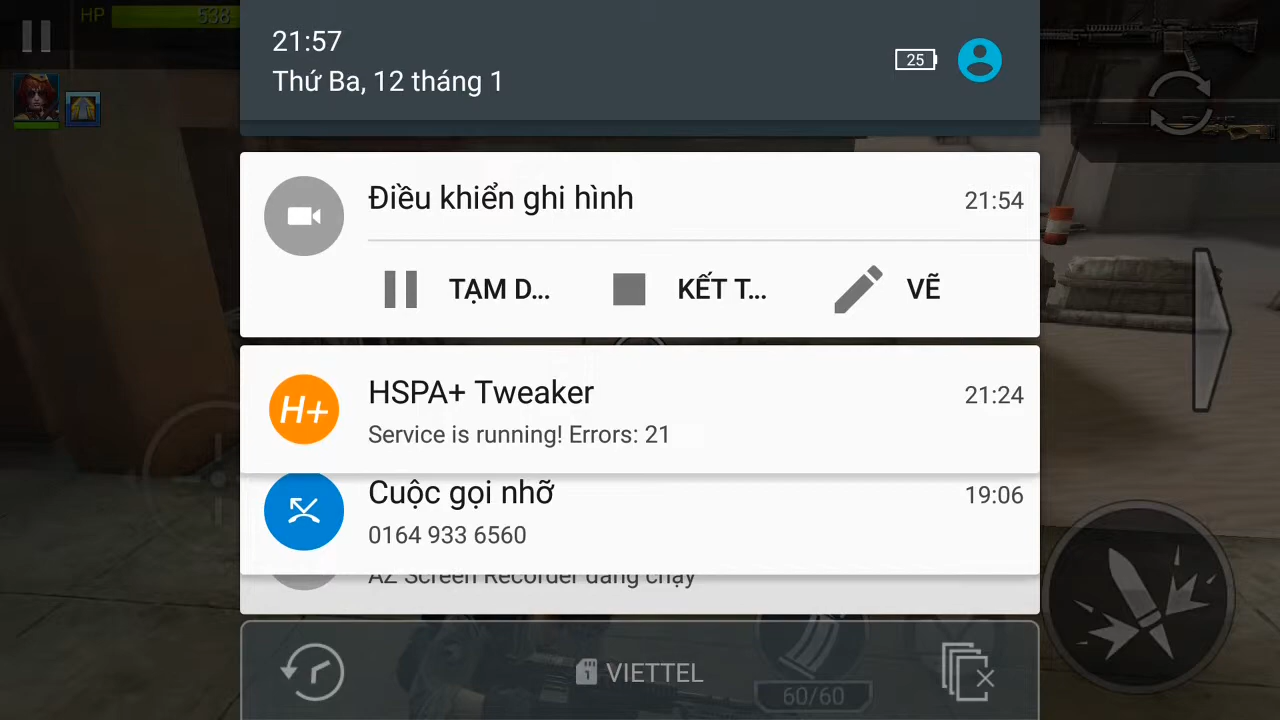 HP 538
21:57
25
Thứ Ba, 12 tháng 1
Điều khiển ghi hình 21:54
TẠM D... KẾT T... VẼ
H+ HSPA+ Tweaker 21:24
Service is running! Errors: 21
Cuộc gọi nhỡ 19:06
0164 933 6560
AZ Screen Recorder đang chạy
1 VIETTEL
60/60